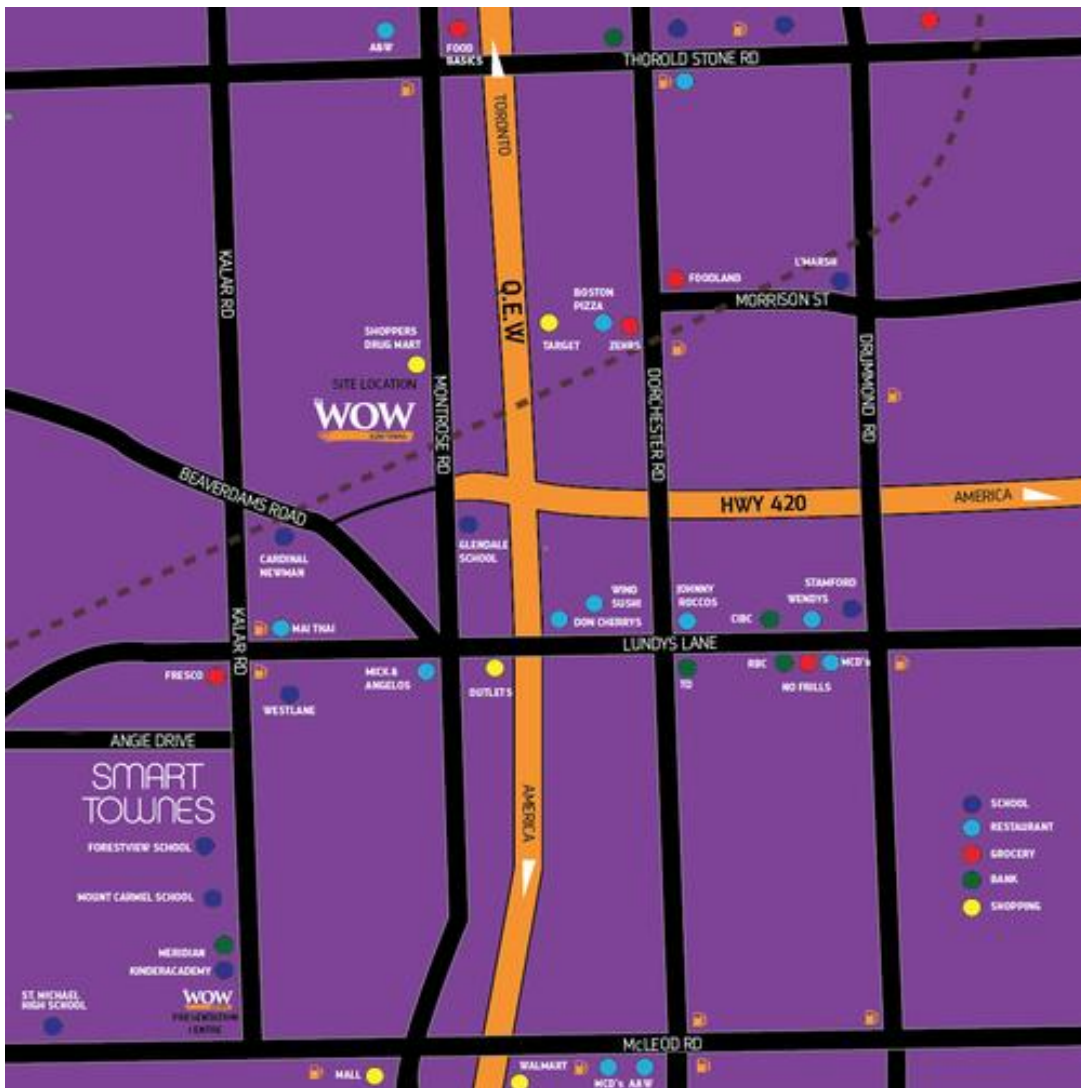 A&W
FOOD
BASICS
THOROLD STONE RD
TORONTO
KALAR RD
Q.E.W
L'MARSH
FOODLAND
MORRISON ST
BOSTON
PIZZA
TARGET
ZEHRS
SHOPPERS
DRUG MART
SITE LOCATION
WOW
MONTROSE RD
DORCHESTER RD
DRUMMOND RD
BEAVERDAMS ROAD
HWY 420
AMERICA
CARDINAL
NEWMAN
GLENDALE
SCHOOL
KALAR RD
MAI THAI
WIND
SUSHI
DON CHERRYS
JOHNNY
ROCCOS
CIBC
STAMFORD
WENDYS
LUNDYS LANE
FRESCO
WESTLANE
MICK &
ANGELOS
OUTLETS
TD
RBC
NO FRILLS
MCD's
ANGIE DRIVE
SMART
TOWNES
AMERICA
FORESTVIEW SCHOOL
MOUNT CARMEL SCHOOL
MERIDIAN
KINDERACADEMY
ST. MICHAEL
HIGH SCHOOL
WOW
PRESENTATION
CENTRE
SCHOOL
RESTAURANT
GROCERY
BANK
SHOPPING
McLEOD RD
MALL
WALMART
MCD's A&W